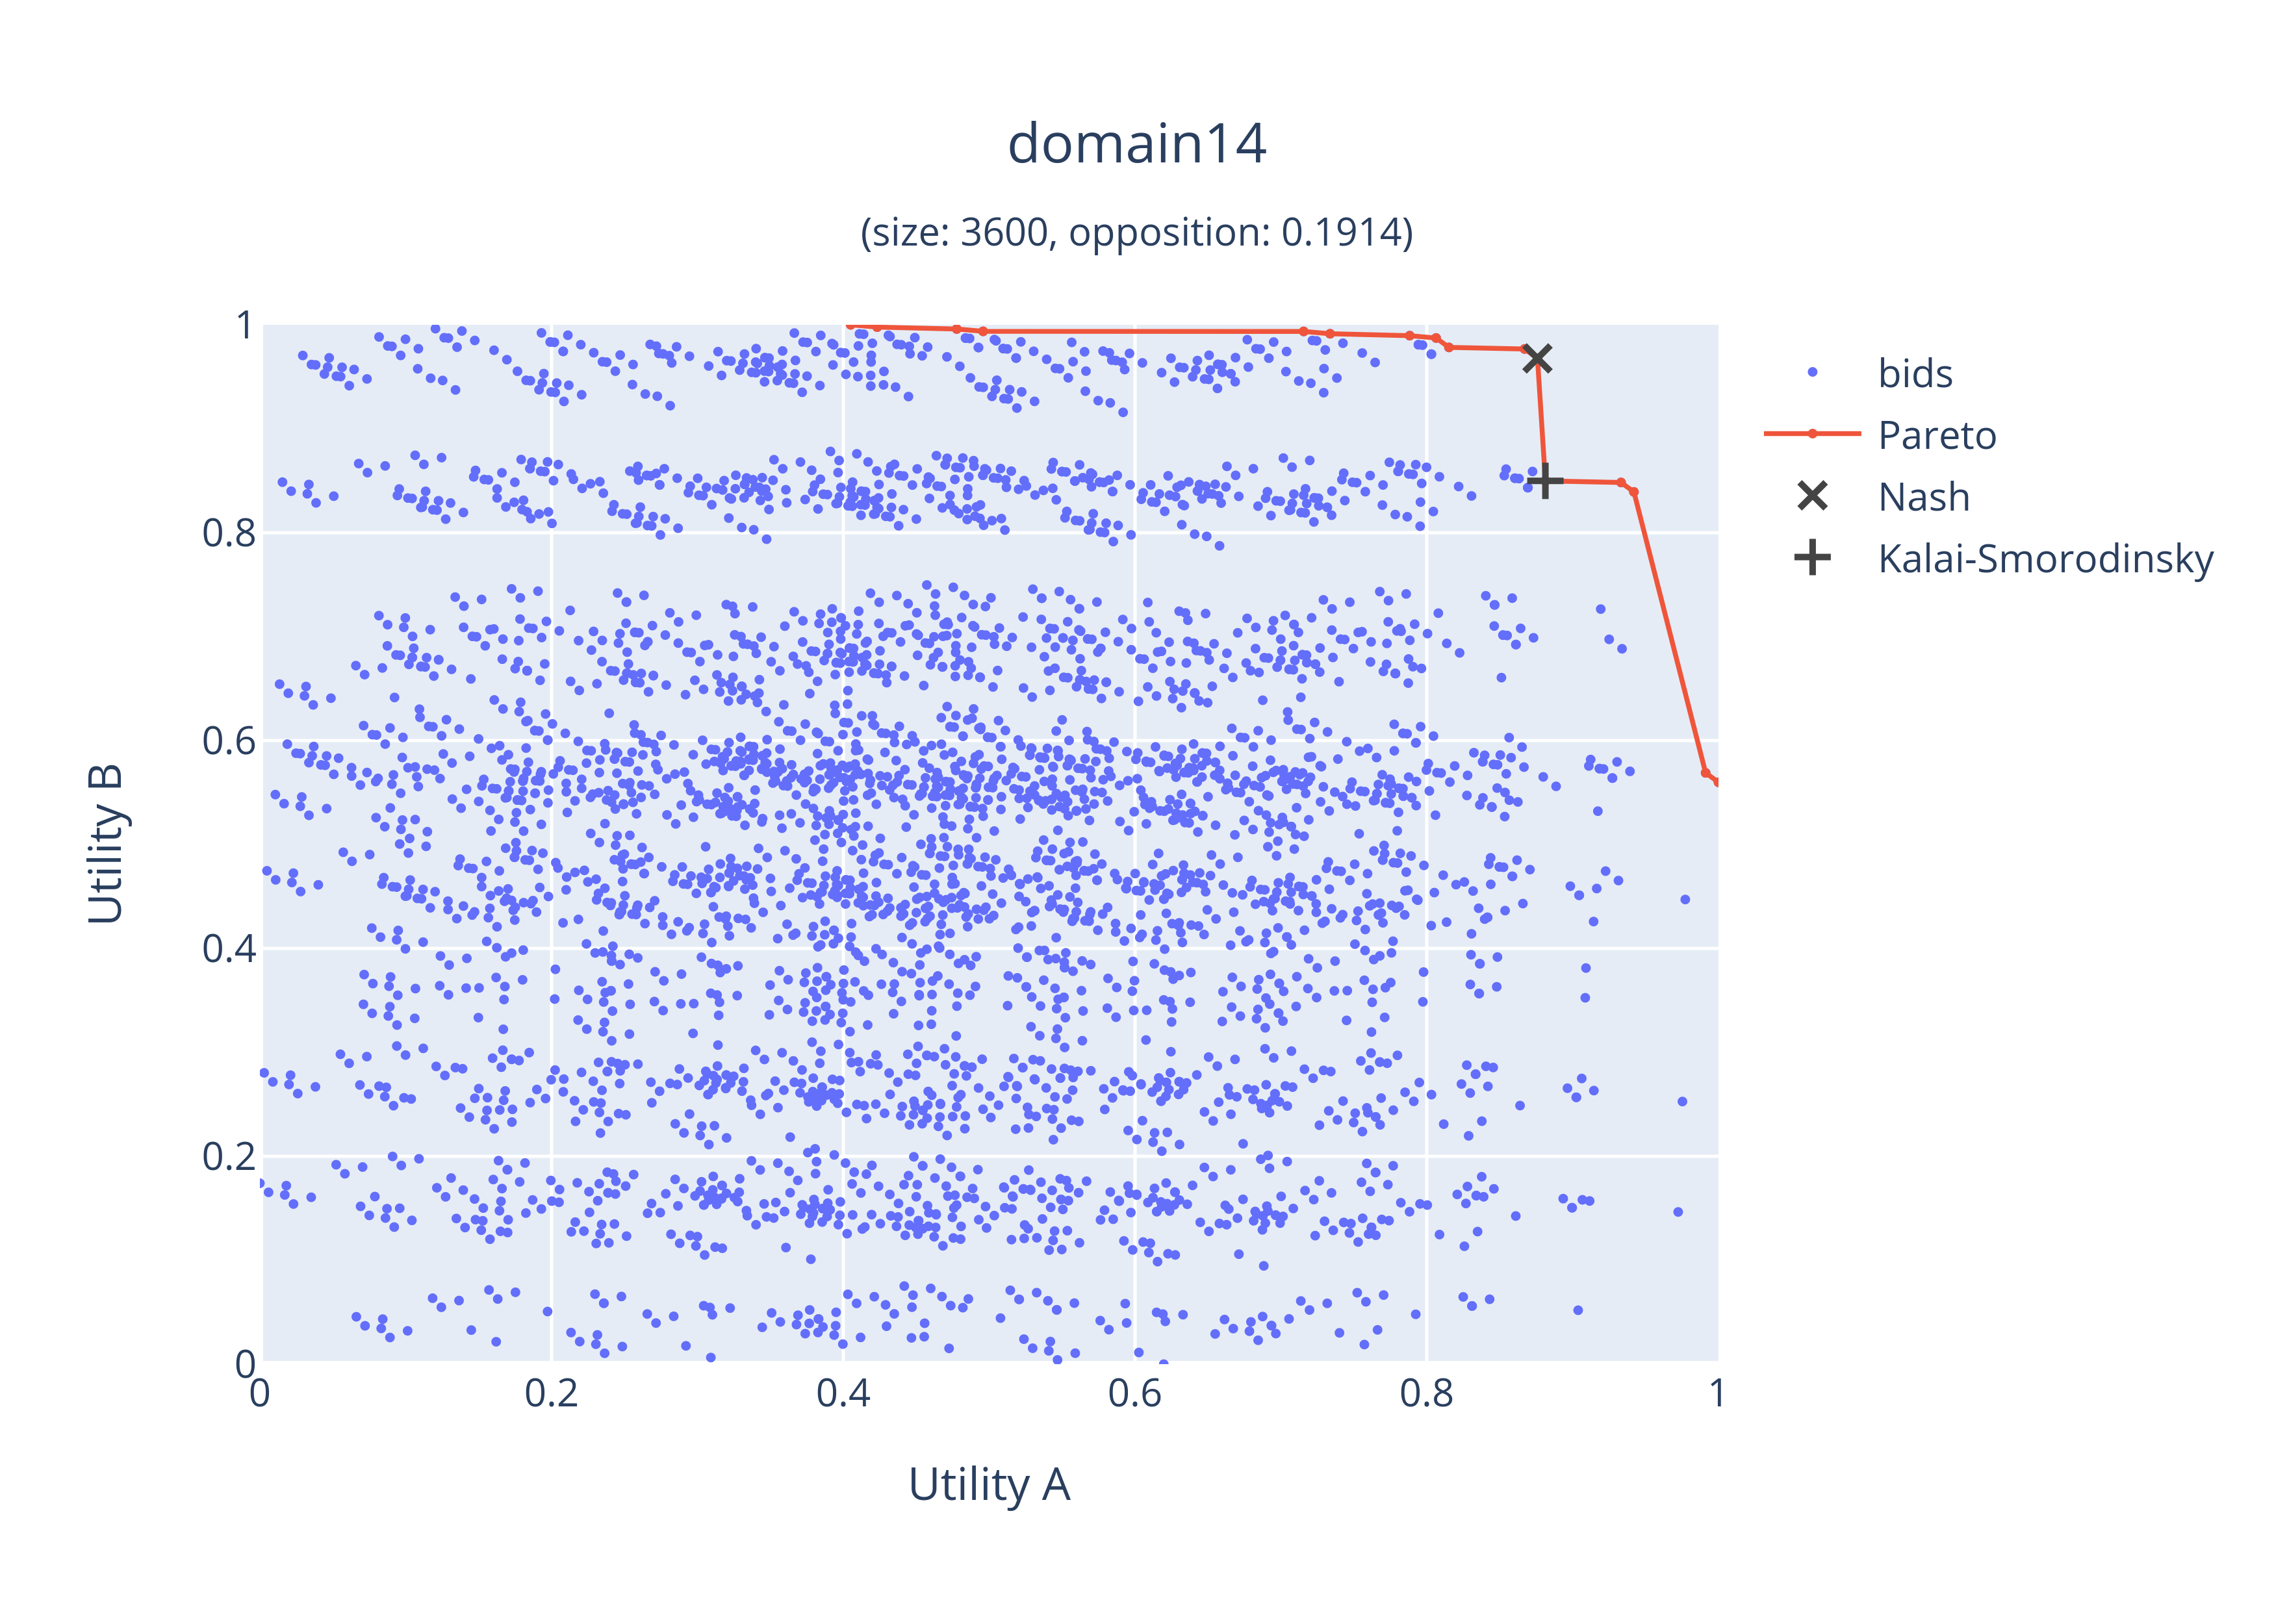 domain14
(size: 3600, opposition: 0.1914)
1
0.8
0.6
0.4
0.2
0
0
0.2
0.4
0.6
0.8
1
Utility A
Utility B
bids
Pareto
Nash
Kalai-Smorodinsky